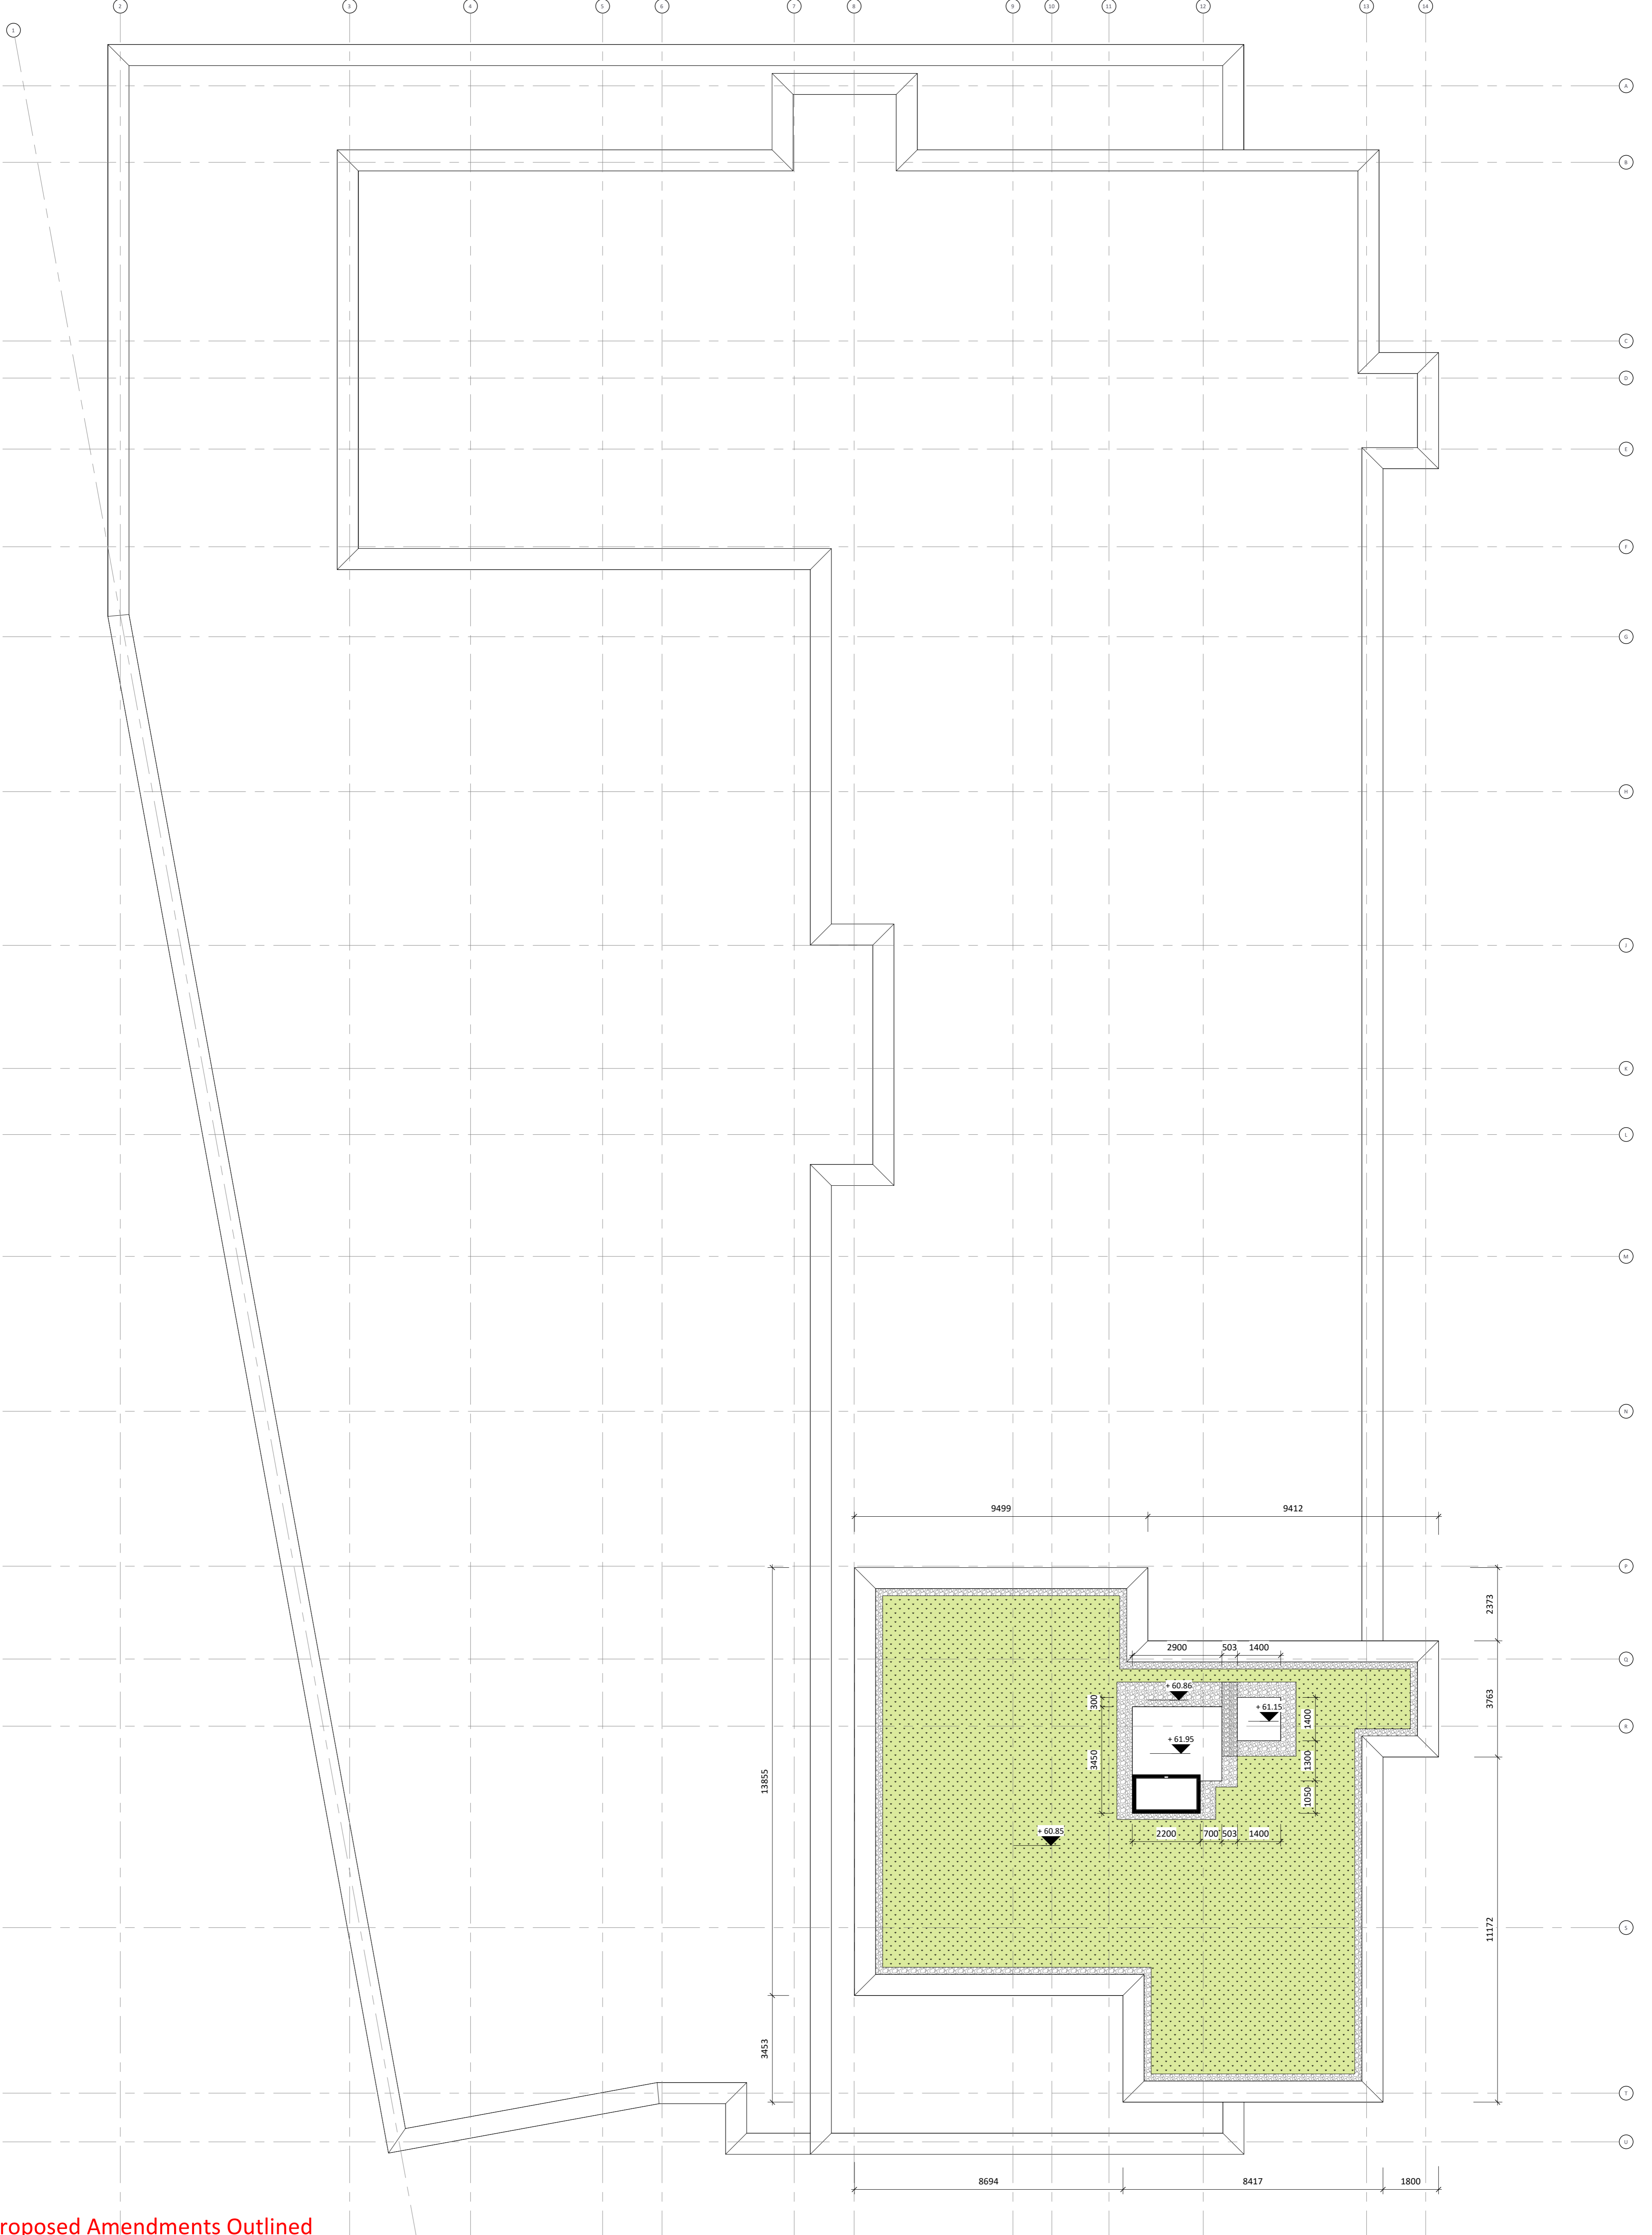 1
2
3
4
5
6
7
8
9
10
11
12
13
14
A
B
C
D
E
F
G
H
J
K
L
M
N
9499 9412
P
2373
2900 503 1400
Q
+ 60.86
300
+ 61.15
3763
1400
R
+ 61.95
3450
1300
13855
1050
+ 60.85
2200 700 503 1400
11172
S
3453
T
U
8694 8417 1800
roposed Amendments Outlined